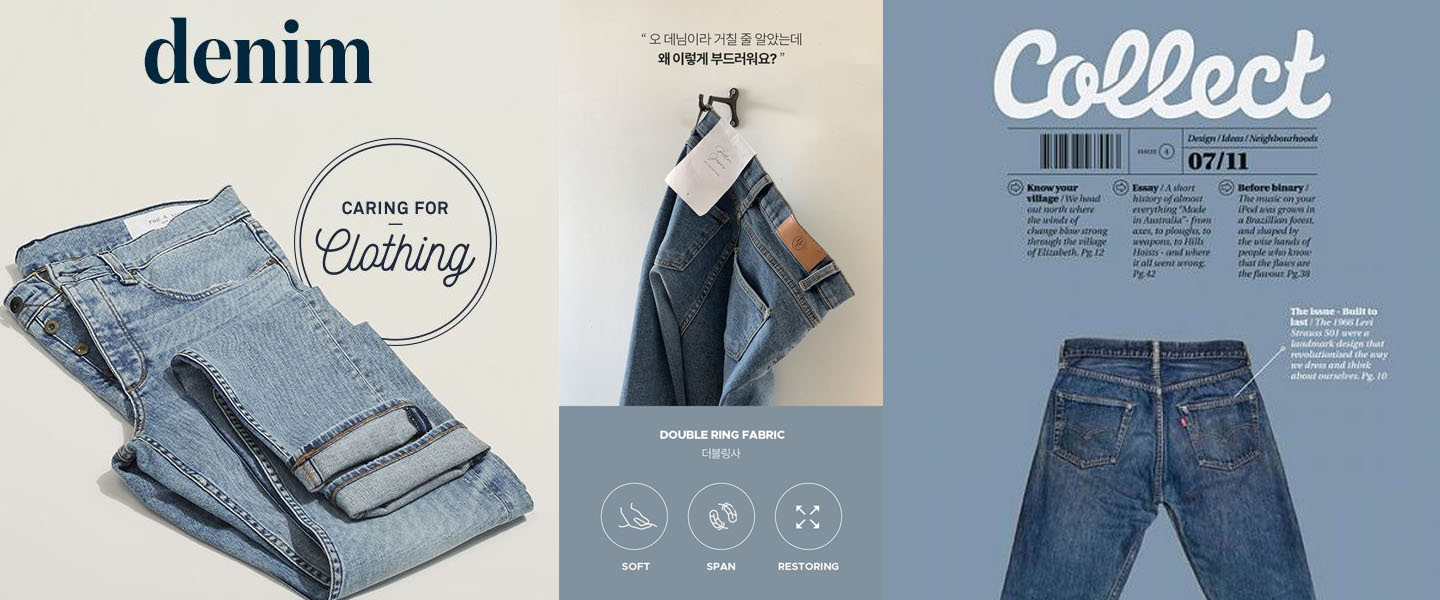 denim
CARING FOR
Clothing
“ 오 데님이라 거칠 줄 알았는데
왜 이렇게 부드러워요? ”
DOUBLE RING FABRIC
더블링사
SOFT
SPAN
RESTORING
Collect
ISSUE 4
Design / Ideas / Neighbourhoods
07/11
Know your
village / We head
out north where
the winds of
change blow strong
through the village
of Elizabeth. Pg.12
Essay / A short
history of almost
everything “Made
in Australia”- from
axes, to ploughs, to
weapons, to Hills
Hoists - and where
it all went wrong.
Pg.42
Before binary /
The music on your
iPod was grown in
a Brazillian forest,
and shaped by
the wise hands of
people who know
that the flaws are
the flavour. Pg.38
The issue - Built to
last / The 1966 Levi
Strauss 501 were a
landmark design that
revolutionised the way
we dress and think
about ourselves. Pg. 10